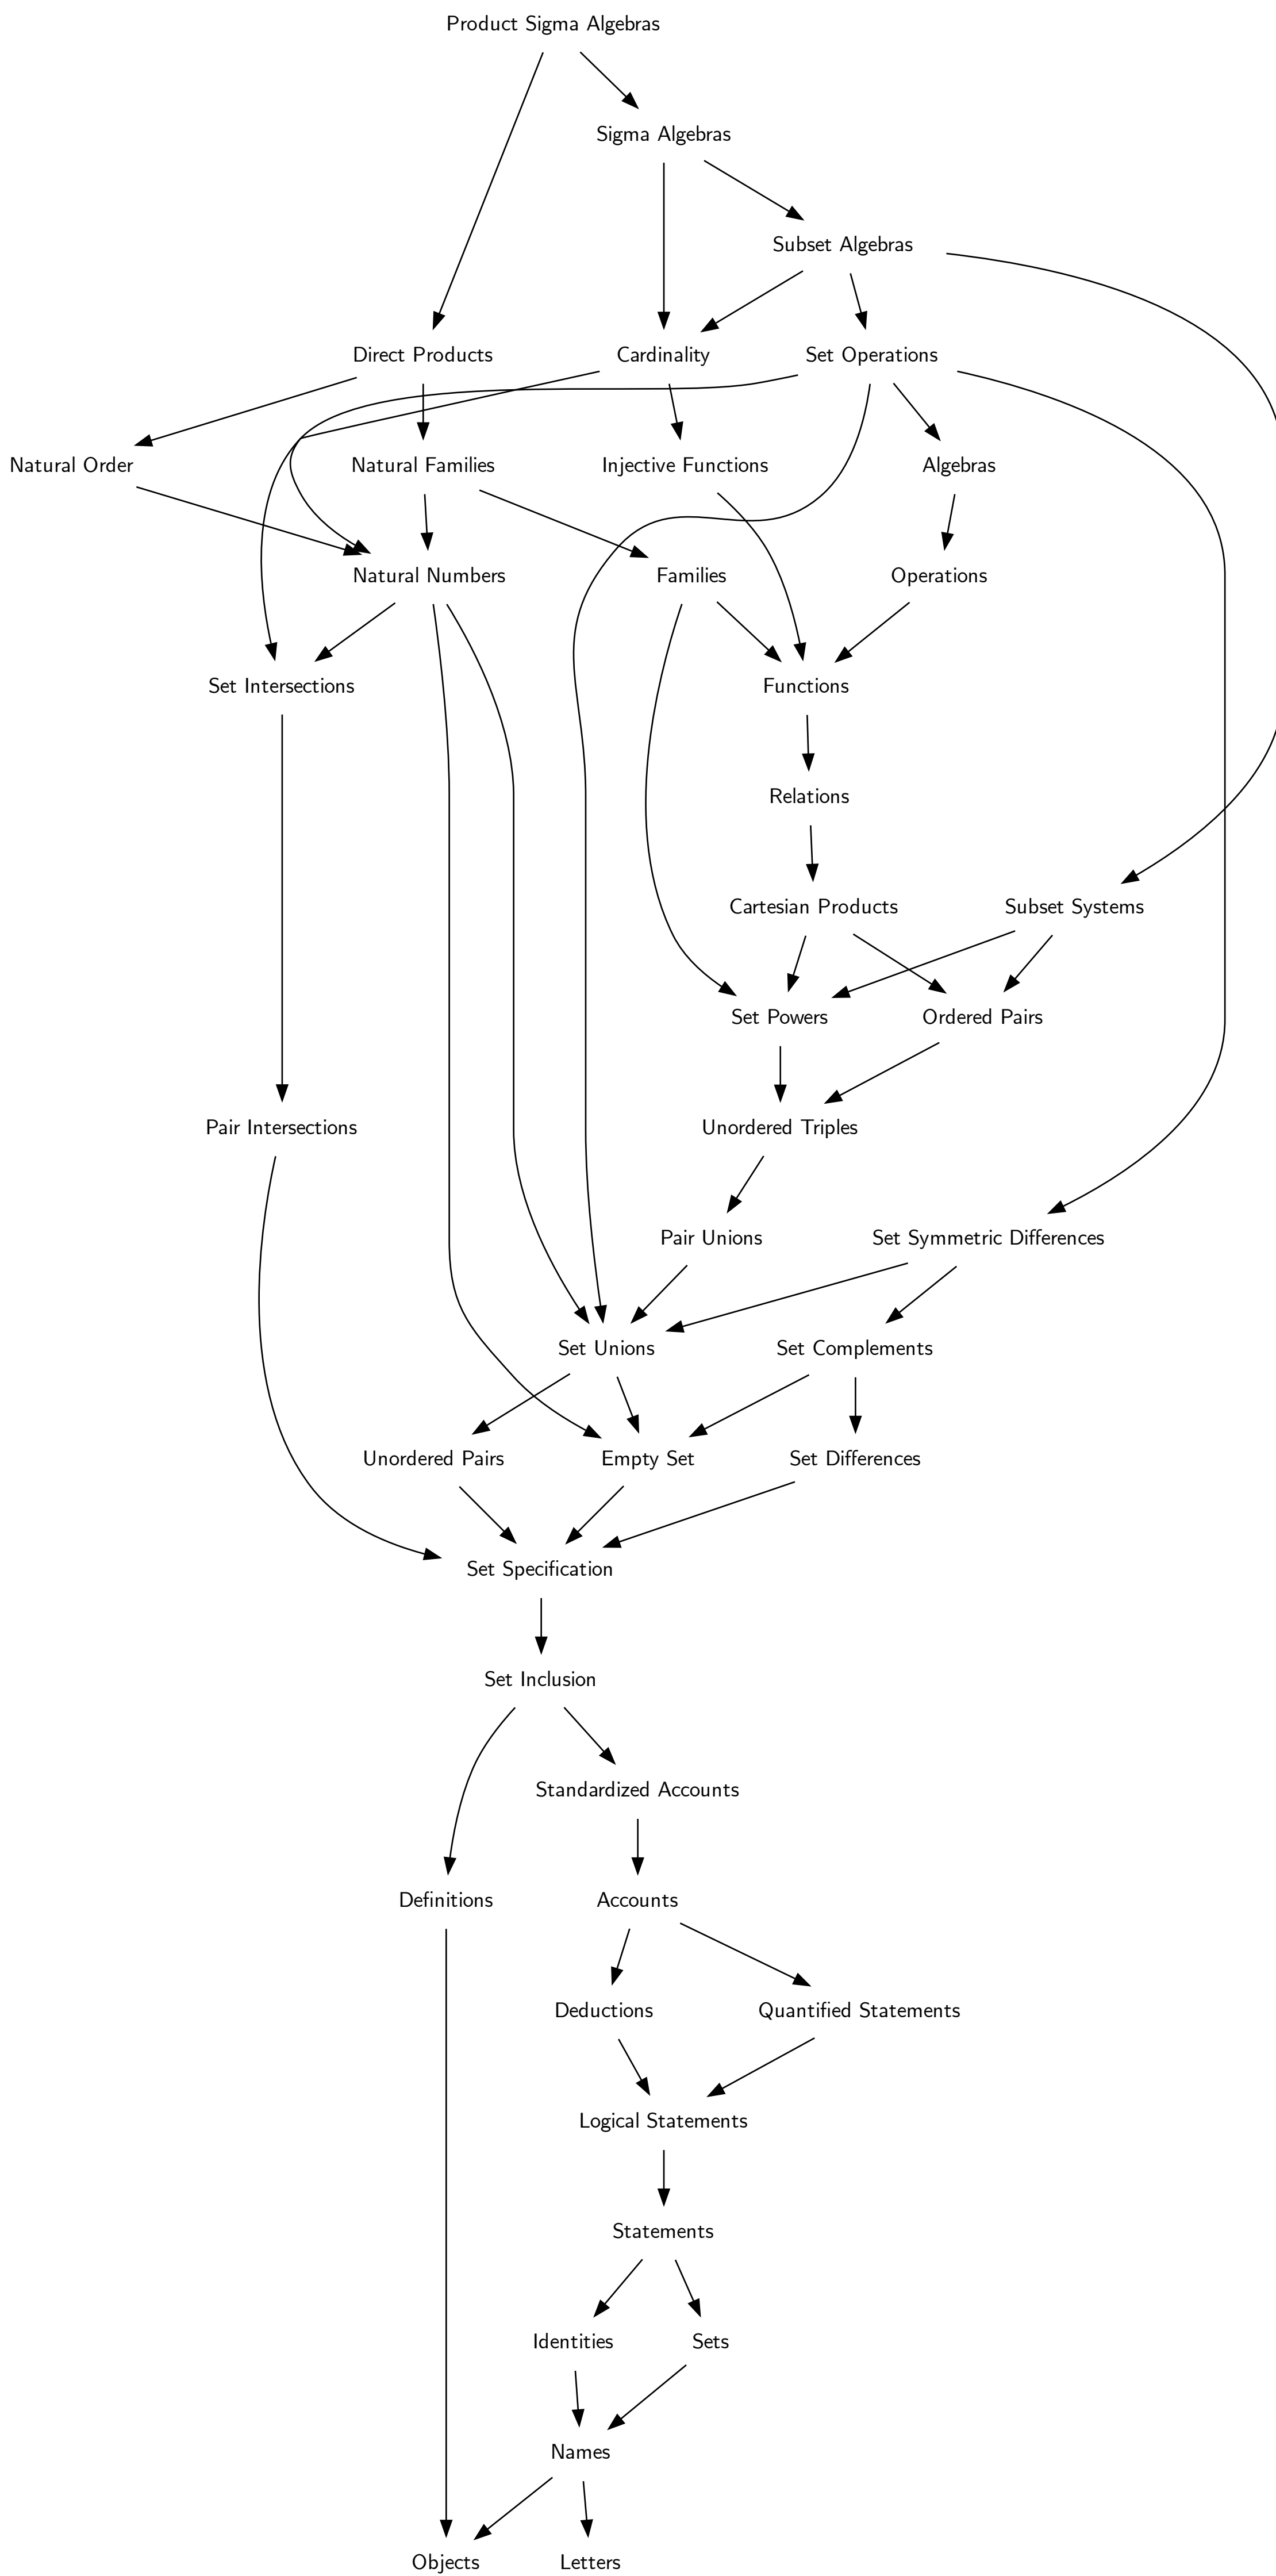 Product Sigma Algebras
Sigma Algebras
Subset Algebras
Direct Products
Cardinality
Set Operations
Natural Order
Natural Families
Injective Functions
Algebras
Natural Numbers
Families
Operations
Set Intersections
Functions
Relations
Cartesian Products
Subset Systems
Set Powers
Ordered Pairs
Pair Intersections
Unordered Triples
Pair Unions
Set Symmetric Differences
Set Unions
Set Complements
Unordered Pairs
Empty Set
Set Differences
Set Specification
Set Inclusion
Standardized Accounts
Definitions
Accounts
Deductions
Quantified Statements
Logical Statements
Statements
Identities
Sets
Names
Objects
Letters